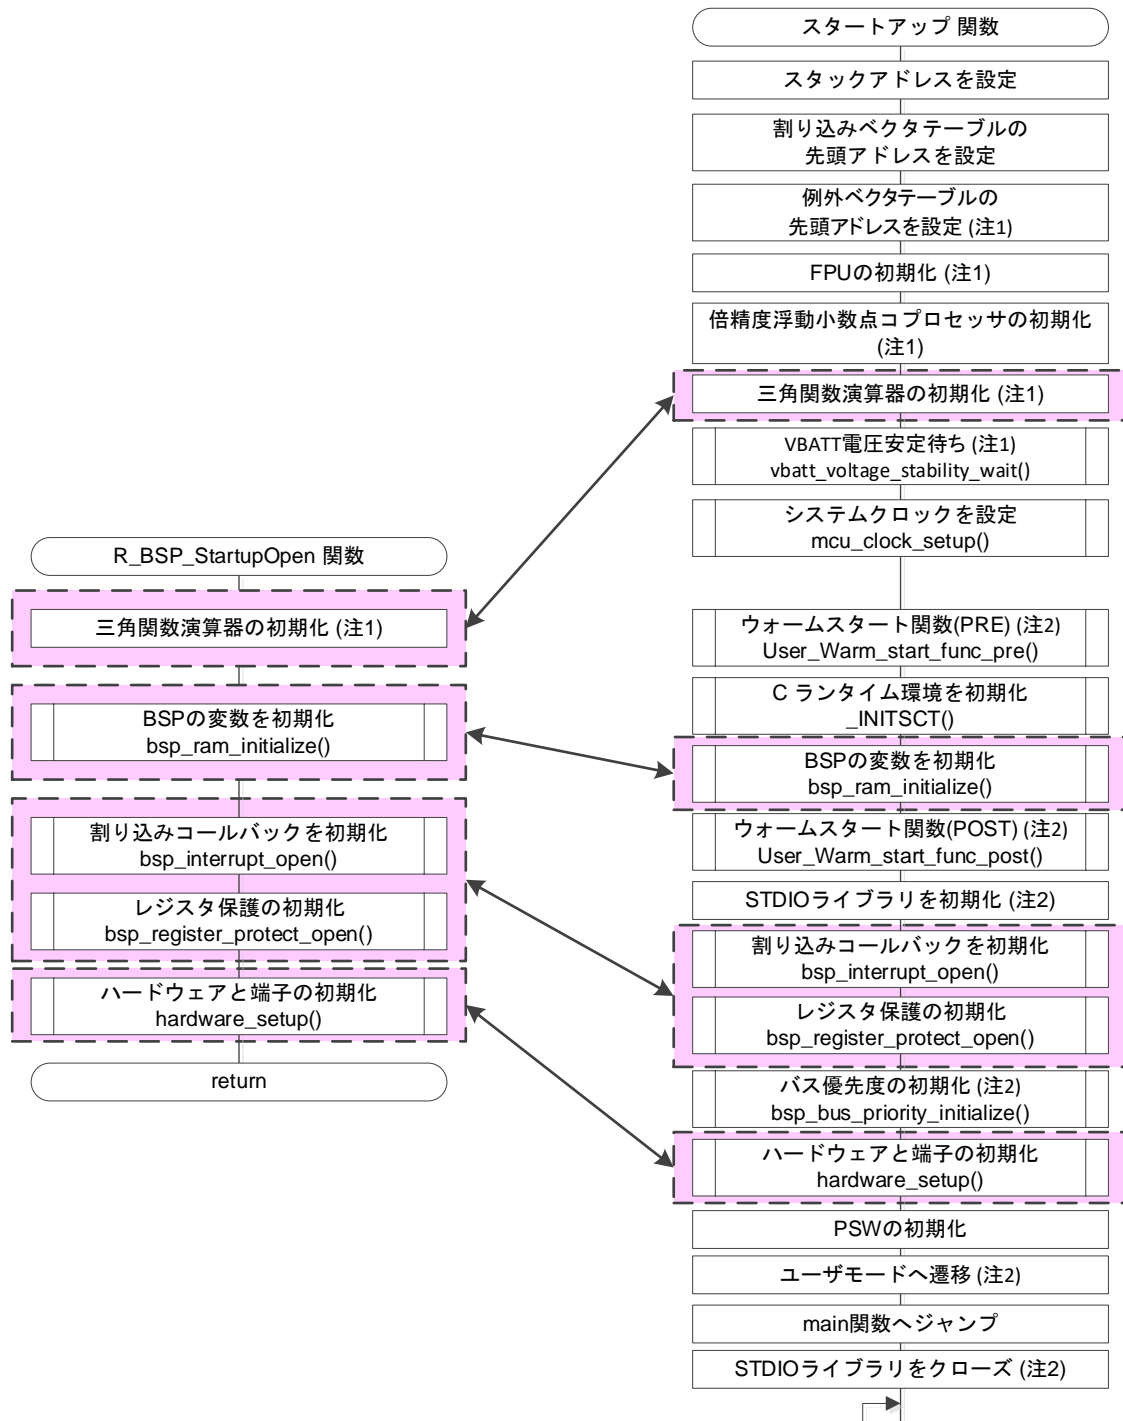 スタートアップ 関数
スタックアドレスを設定
割り込みベクタテーブルの
先頭アドレスを設定
例外ベクタテーブルの
先頭アドレスを設定 (注1)
FPUの初期化 (注1)
倍精度浮動小数点コプロセッサの初期化
(注1)
三角関数演算器の初期化 (注1)
VBATT電圧安定待ち (注1)
vbatt_voltage_stability_wait()
システムクロックを設定
mcu_clock_setup()
ウォームスタート関数(PRE) (注2)
User_Warm_start_func_pre()
C ランタイム環境を初期化
_INITSCT()
BSPの変数を初期化
bsp_ram_initialize()
ウォームスタート関数(POST) (注2)
User_Warm_start_func_post()
STDIOライブラリを初期化 (注2)
割り込みコールバックを初期化
bsp_interrupt_open()
レジスタ保護の初期化
bsp_register_protect_open()
バス優先度の初期化 (注2)
bsp_bus_priority_initialize()
ハードウェアと端子の初期化
hardware_setup()
PSWの初期化
ユーザモードへ遷移 (注2)
main関数へジャンプ
STDIOライブラリをクローズ (注2)
R_BSP_StartupOpen 関数
三角関数演算器の初期化 (注1)
BSPの変数を初期化
bsp_ram_initialize()
割り込みコールバックを初期化
bsp_interrupt_open()
レジスタ保護の初期化
bsp_register_protect_open()
ハードウェアと端子の初期化
hardware_setup()
return